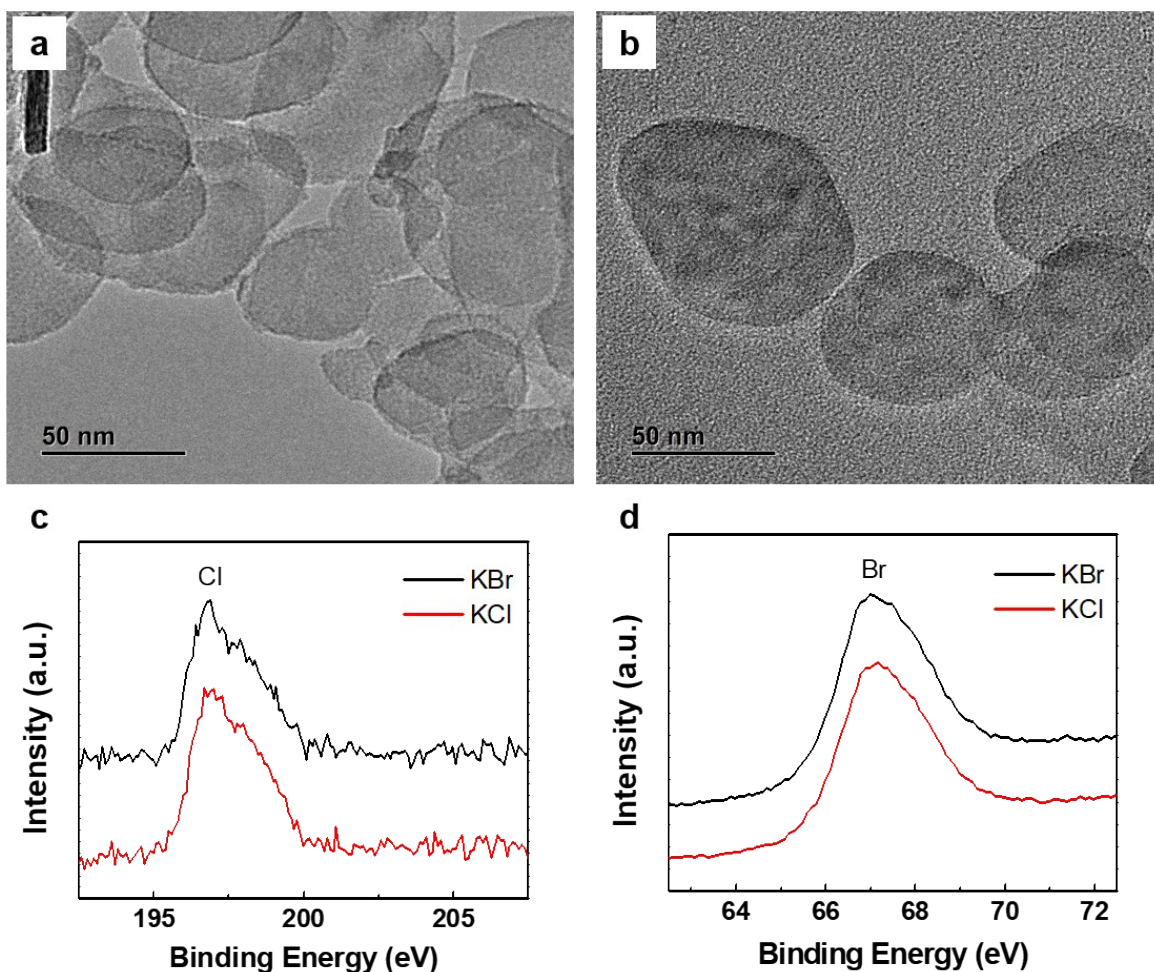 a
b
50 nm
50 nm
c
d
Cl
KBr
KCl
Br
KBr
KCl
Intensity (a.u.)
Intensity (a.u.)
195
200
205
64
66
68
70
72
Binding Energy (eV)
Binding Energy (eV)